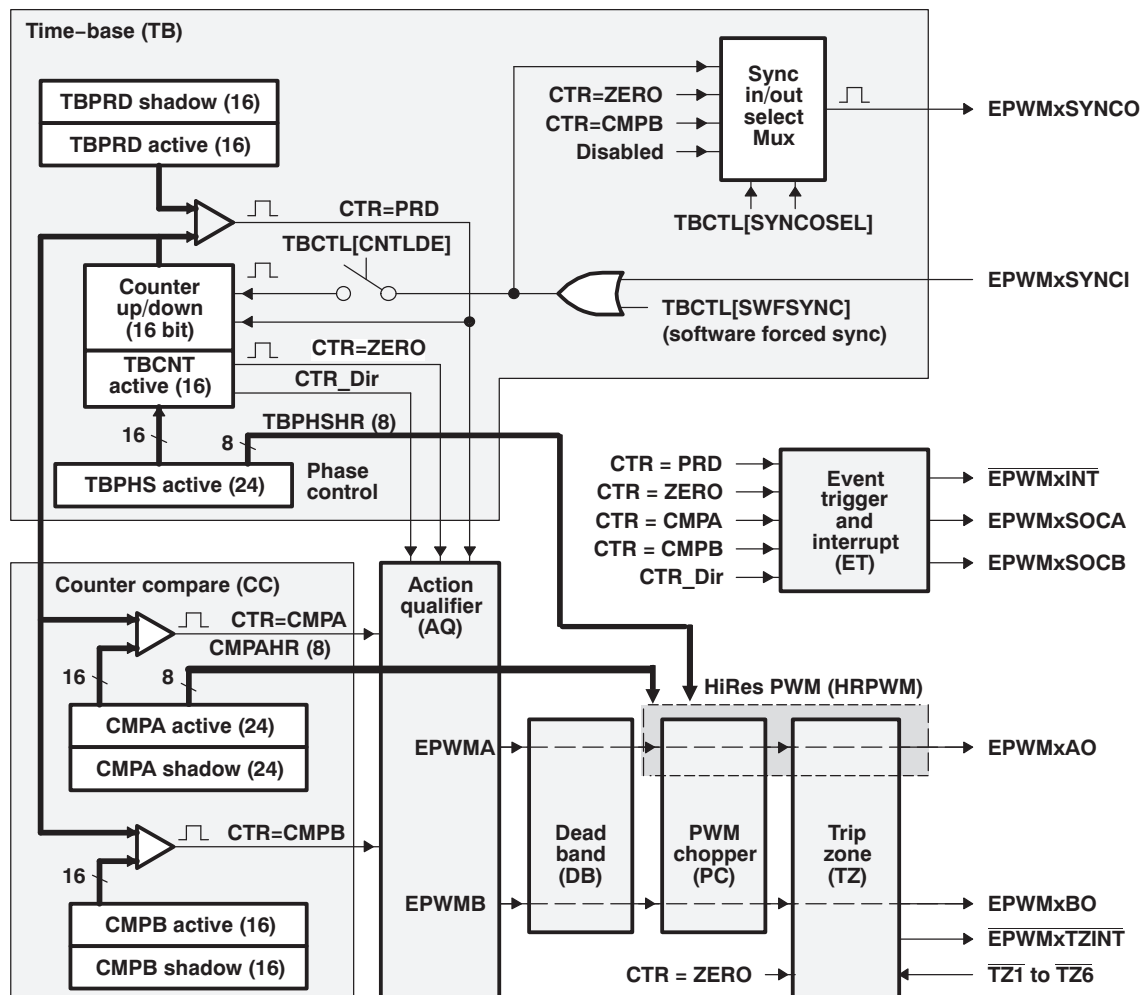 Time−base (TB)
TBPRD shadow (16)
TBPRD active (16)
CTR=PRD
TBCTL[CNTLDE]
Counter
up/down
(16 bit)
TBCNT
active (16)
CTR=ZERO
CTR_Dir
16
8
TBPHSHR (8)
TBPHS active (24)
Phase
control
CTR=ZERO
CTR=CMPB
Disabled
Sync
in/out
select
Mux
TBCTL[SYNCOSEL]
EPWMxSYNCO
EPWMxSYNCI
TBCTL[SWFSYNC]
(software forced sync)
CTR = PRD
CTR = ZERO
CTR = CMPA
CTR = CMPB
CTR_Dir
Event
trigger
and
interrupt
(ET)
EPWMxINT
EPWMxSOCA
EPWMxSOCB
Counter compare (CC)
CTR=CMPA
CMPAHR (8)
16
8
CMPA active (24)
CMPA shadow (24)
CTR=CMPB
16
CMPB active (16)
CMPB shadow (16)
Action
qualifier
(AQ)
EPWMA
EPWMB
HiRes PWM (HRPWM)
Dead
band
(DB)
PWM
chopper
(PC)
Trip
zone
(TZ)
CTR = ZERO
EPWMxAO
EPWMxBO
EPWMxTZINT
TZ1 to TZ6